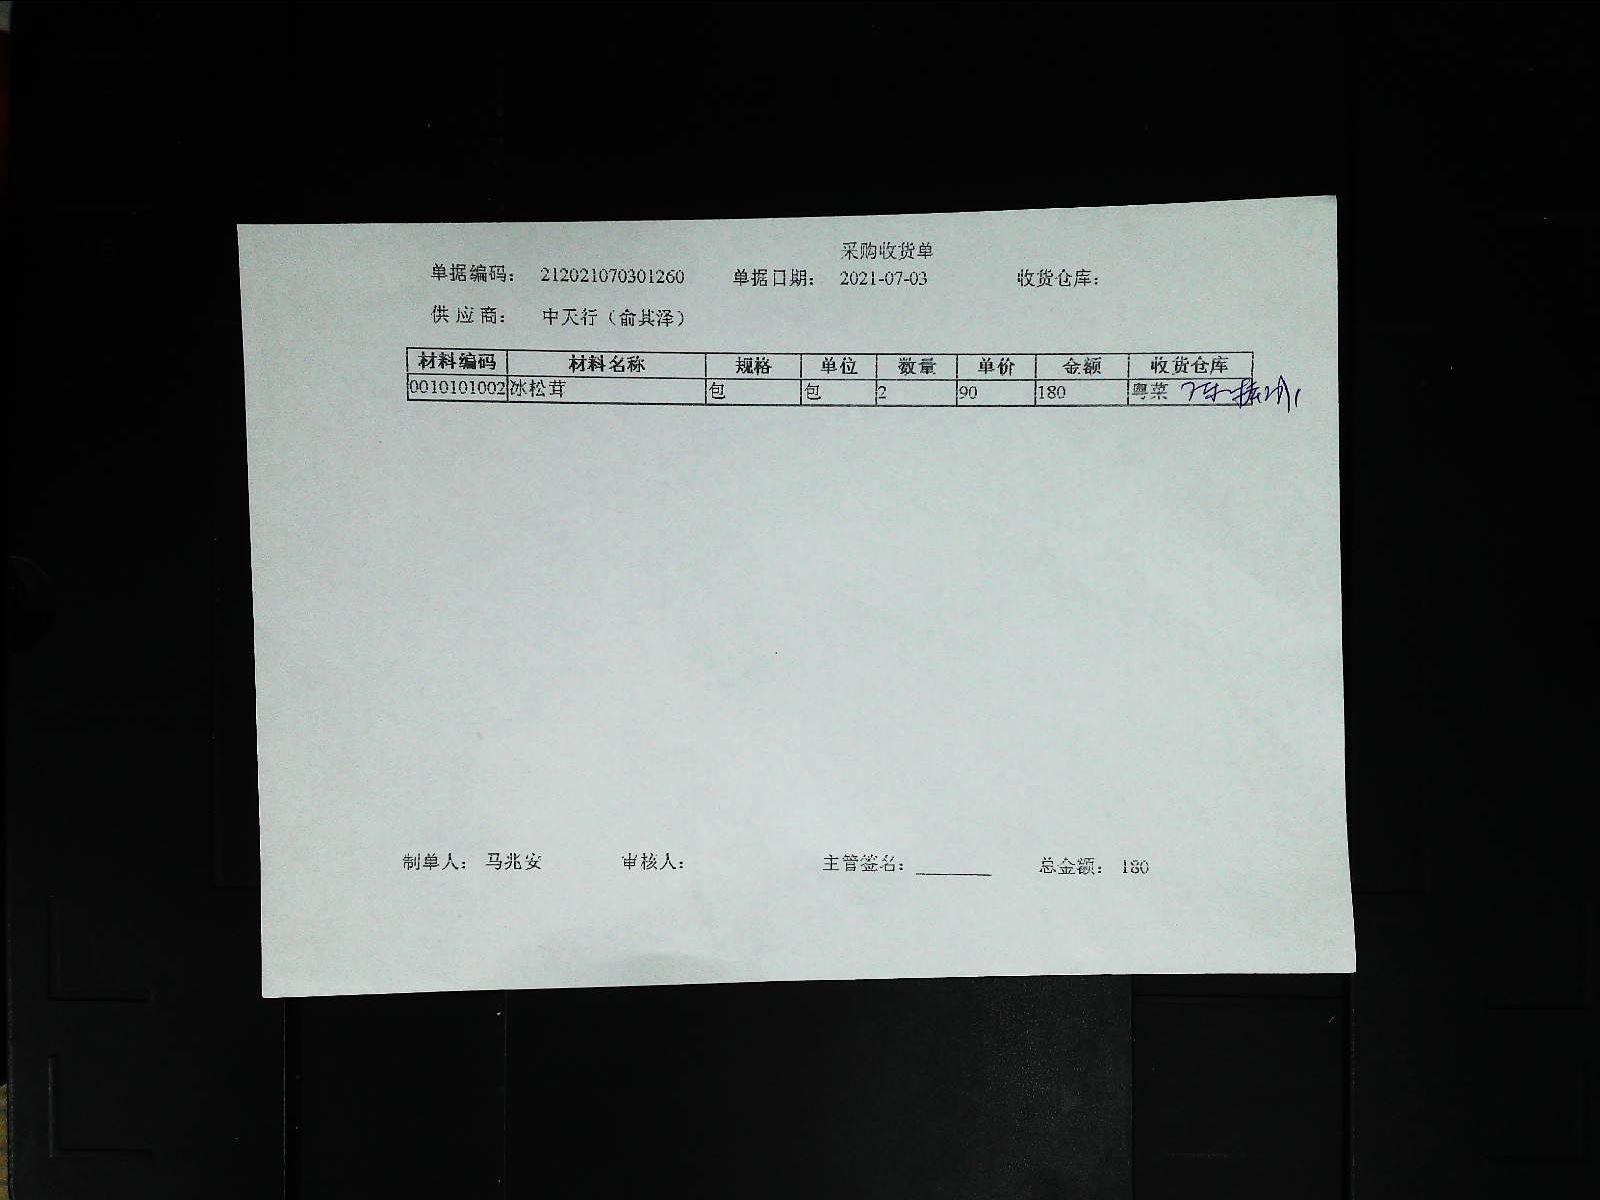 采购收货单
单据编码： 212021070301260 单据日期： 2021-07-03 收货仓库：
供 应 商： 中天行（俞其泽）
材料编码 材料名称 规格 单位 数量 单价 金额 收货仓库
0010101002 冰松茸 包 包 2 90 180 粤菜
制单人： 马兆安 审核人： 主管签名： 总金额： 180